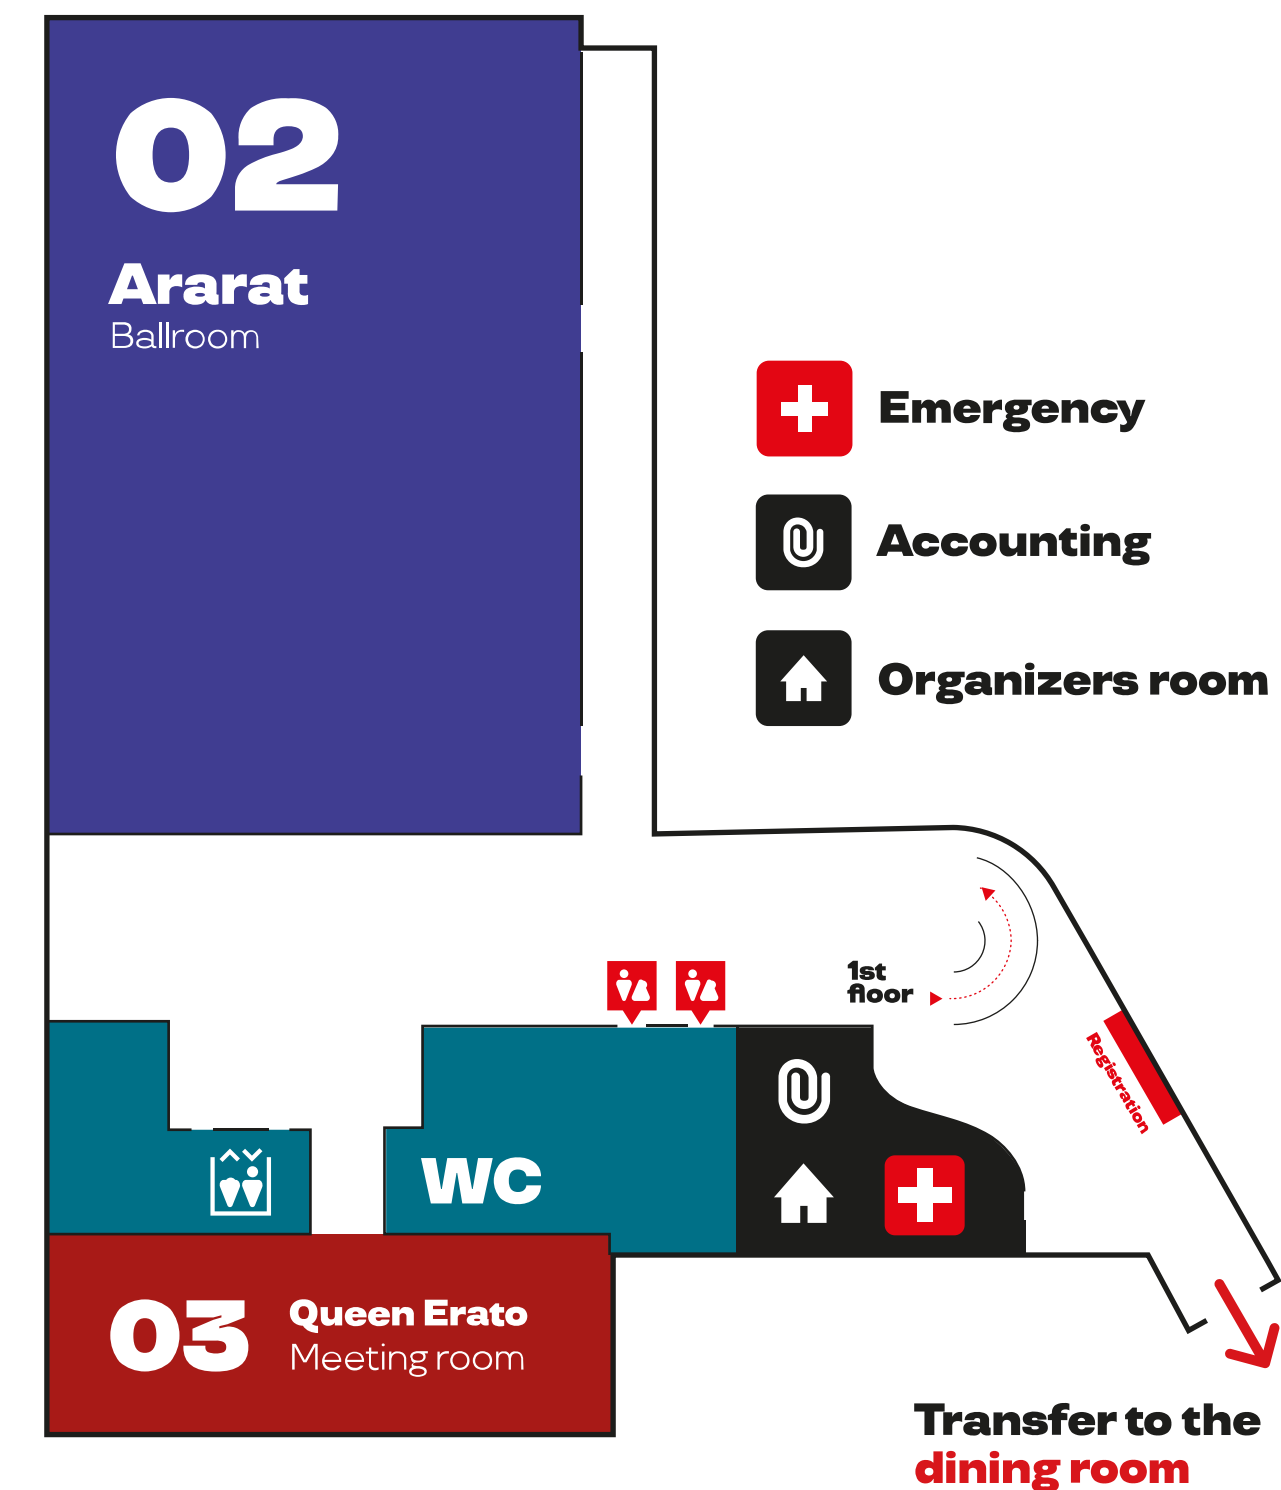 02
Ararat
Ballroom
Emergency
Accounting
Organizers room
1st
floor
Registration
WC
03
Queen Erato
Meeting room
Transfer to the
dining room